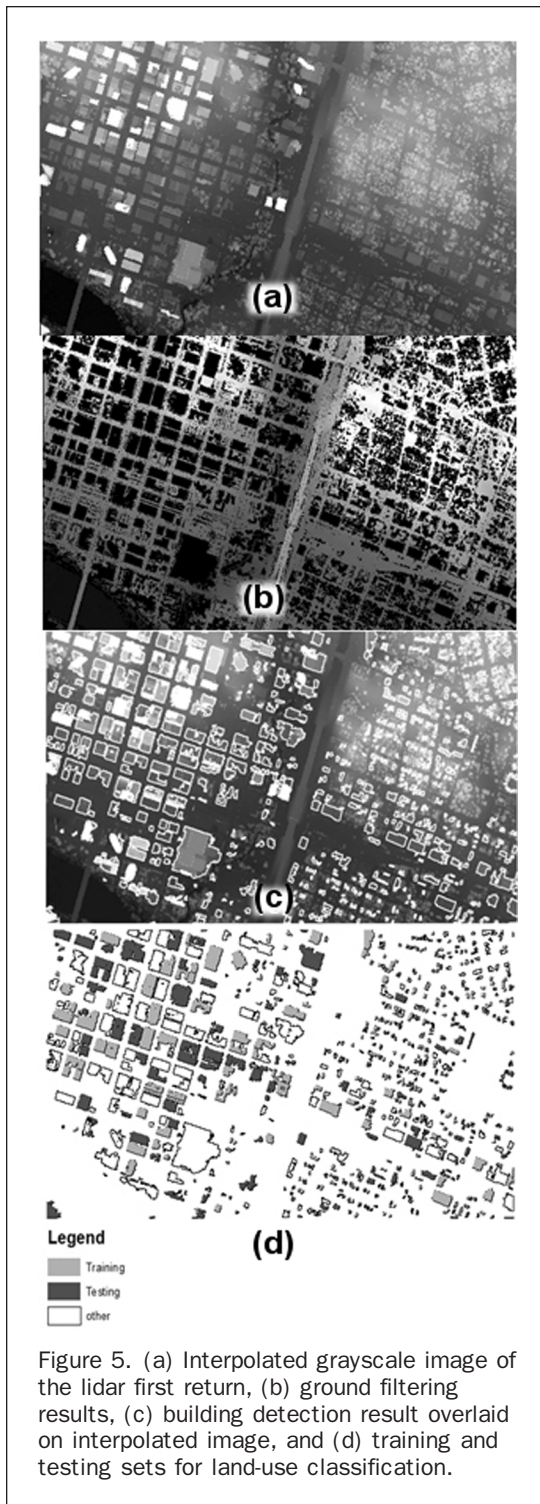 (a)
(b)
(c)
(d)
Legend
Training
Testing
other
Figure 5. (a) Interpolated grayscale image of
the lidar first return, (b) ground filtering
results, (c) building detection result overlaid
on interpolated image, and (d) training and
testing sets for land-use classification.